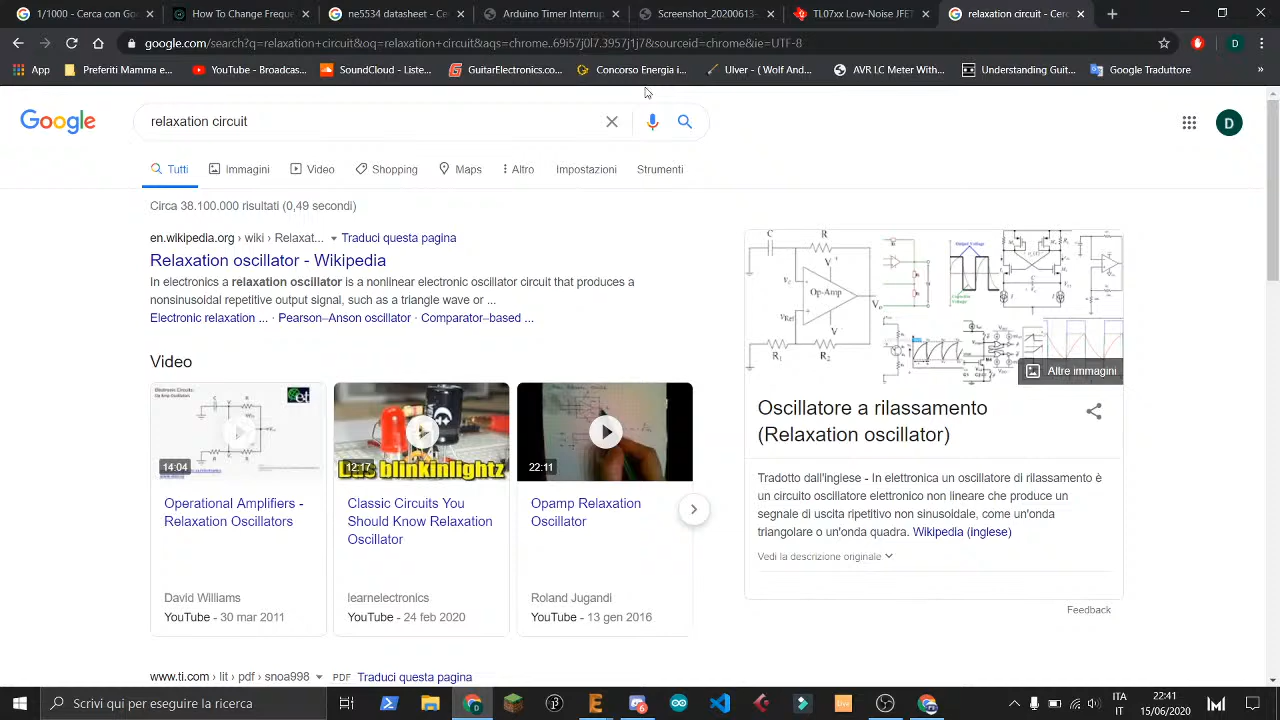 1/1000 - Cerca con Goo
How To Change Freque
ne5534 datasheet - Ce
Arduino Timer Interrup
Screenshot_20200613-
TL07xx Low-Noise JFE
relaxation circuit - Cerc
google.com/search?q=relaxation+circuit&oq=relaxation+circuit&aqs=chrome..69i57j0l7.3957j1j7&sourceid=chrome&ie=UTF-8
D
App
Preferiti Mamma e...
YouTube - Broadcas...
SoundCloud - Liste...
GuitarElectronics.co...
Concorso Energia i...
Ulver - ( Wolf And...
AVR LC Meter With...
Understanding Guit...
Google Traduttore
»
Google
relaxation circuit
D
Tutti
Immagini
Video
Shopping
Maps
Altro
Impostazioni
Strumenti
Circa 38.100.000 risultati (0,49 secondi)
en.wikipedia.org › wiki › Relaxat... Traduci questa pagina
Relaxation oscillator - Wikipedia
In electronics a relaxation oscillator is a nonlinear electronic oscillator circuit that produces a
nonsinusoidal repetitive output signal, such as a triangle wave or ...
Electronic relaxation ... · Pearson–Anson oscillator · Comparator–based ...
Video
14:04
Operational Amplifiers -
Relaxation Oscillators
David Williams
YouTube - 30 mar 2011
blinkinlightz
Classic Circuits You
Should Know Relaxation
Oscillator
learnelectronics
YouTube - 24 feb 2020
22:11
Opamp Relaxation
Oscillator
Roland Jugandi
YouTube - 13 gen 2016
www.ti.com › lit › pdf › snoa998 PDF Traduci questa pagina
C
R
Op-Amp
R1
R2
Output Voltage
Altre immagini
Oscillatore a rilassamento
(Relaxation oscillator)
Tradotto dall'inglese - In elettronica un oscillatore di rilassamento è
un circuito oscillatore elettronico non lineare che produce un
segnale di uscita ripetitivo non sinusoidale, come un'onda
triangolare o un'onda quadra. Wikipedia (inglese)
Vedi la descrizione originale
Feedback
Scrivi qui per eseguire la ricerca
ITA
IT
22:41
15/06/2020